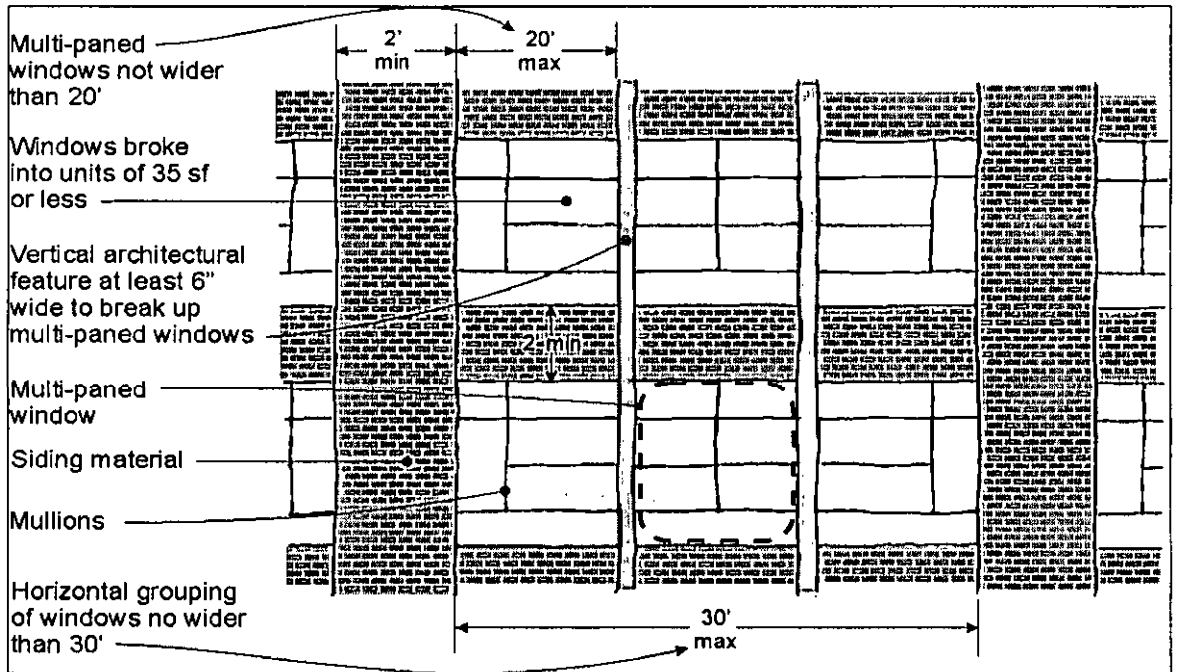 Multi-paned
windows not wider
than 20'
2'
min
20'
max
Windows broke
into units of 35 sf
or less
Vertical architectural
feature at least 6"
wide to break up
multi-paned windows
2' min
Multi-paned
window
Siding material
Mullions
Horizontal grouping
of windows no wider
than 30'
30'
max